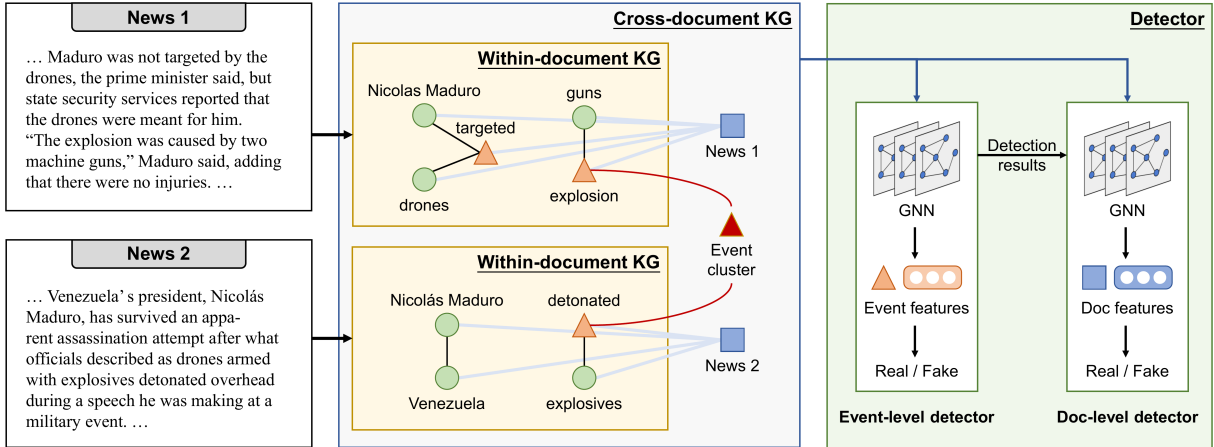 News 1
… Maduro was not targeted by the
drones, the prime minister said, but
state security services reported that
the drones were meant for him.
“The explosion was caused by two
machine guns,” Maduro said, adding
that there were no injuries. …
News 2
… Venezuela’s president, Nicolás
Maduro, has survived an appa-
rent assassination attempt after what
officials described as drones armed
with explosives detonated overhead
during a speech he was making at a
military event. …
Cross-document KG
Within-document KG
Nicolas Maduro
guns
targeted
drones
explosion
News 1
Event
cluster
Within-document KG
Nicolás Maduro
detonated
Venezuela
explosives
News 2
Detector
GNN
Detection
results
GNN
Event features
Doc features
Real / Fake
Real / Fake
Event-level detector
Doc-level detector